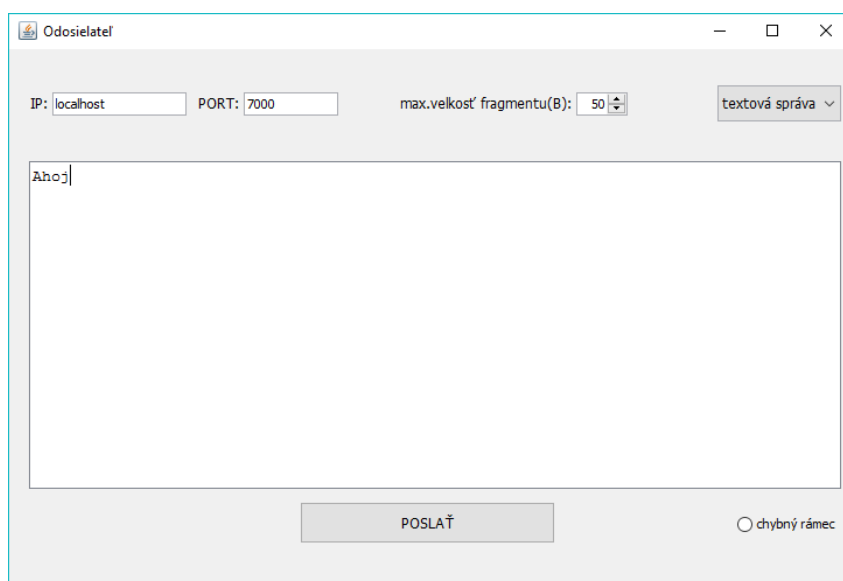 Odosielateľ
IP: localhost PORT: 7000 max.velkosť fragmentu(B): 50 textová správa
Ahoj
POSLAŤ chybný rámec